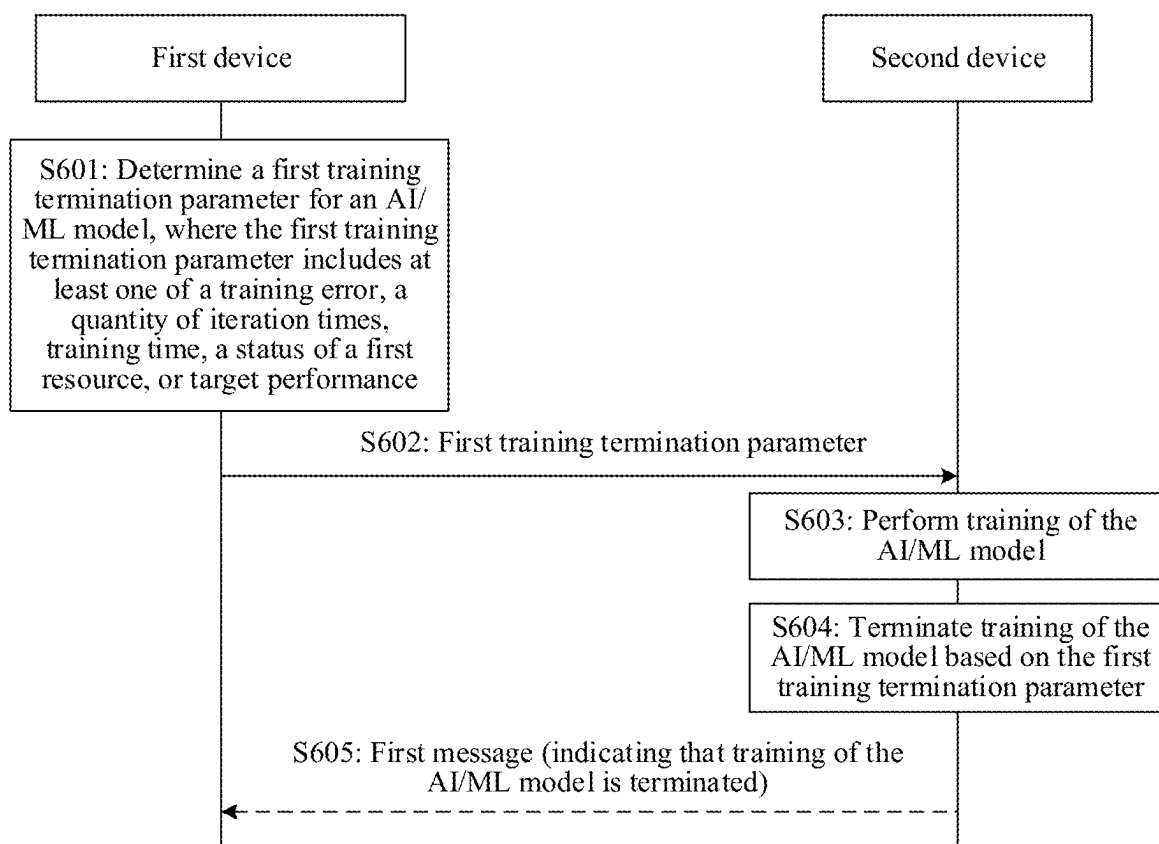 First device
Second device
S601: Determine a first training
termination parameter for an AI/
ML model, where the first training
termination parameter includes at
least one of a training error, a
quantity of iteration times,
training time, a status of a first
resource, or target performance
S602: First training termination parameter
S603: Perform training of the
AI/ML model
S604: Terminate training of the
AI/ML model based on the first
training termination parameter
S605: First message (indicating that training of the
AI/ML model is terminated)